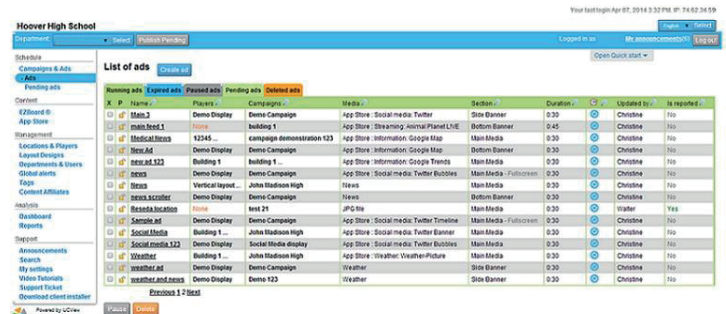 Your last login Apr 07, 2014 3:32 PM. IP: 74.62.34.59
Hoover High School
English Select
Department: Select Publish Pending Logged in as My announcements(5) Log out
Open Quick start
Schedule
Campaigns & Ads
- Ads
Pending ads
Content
EZBoard ®
App Store
Management
Locations & Players
Layout Designs
Departments & Users
Global alerts
Tags
Content Affiliates
Analysis
Dashboard
Reports
Support
Announcements
Search
My settings
Video Tutorials
Support Ticket
Download client installer
Powered by UCView
List of ads Create ad
Running ads Expired ads Paused ads Pending ads Deleted ads
X P Name Players Campaigns Media Section Duration Updated by Is reported
Main 3 Demo Display Demo Campaign App Store : Social media: Twitter Side Banner 0:30 Christine No
main feed 1 None building 1 App Store : Streaming: Animal Planet LIVE Bottom Banner 0:45 Christine No
Medical News 12345 ... campaign demonstration 123 App Store : Social media: Twitter Main Media 0:30 Christine No
New Ad Demo Display Demo Campaign App Store : Information: Google Map Bottom Banner 0:30 Christine No
new ad 123 Building 1 building 1 ... App Store : Information: Google Trends Main Media 0:30 Christine No
news Demo Display Demo Campaign App Store : Social media: Twitter Bubbles Main Media - Fullscreen 0:30 Christine No
News Vertical layout ... John Madison High News Main Media 0:30 Christine No
news scroller Demo Display Demo Campaign News Bottom Banner 0:30 Christine No
Reseda location None test 21 JPG file Main Media 0:30 Walter Yes
Sample ad Demo Display Demo Campaign App Store : Social media: Twitter Timeline Main Media - Fullscreen 0:30 Christine No
Social Media Building 1 ... John Madison High App Store : Social media: Twitter Banner Main Media 0:30 Christine No
Social media 123 Demo Display Social Media display App Store : Social media: Twitter Bubbles Main Media 0:30 Christine No
Weather Building 1 ... John Madison High App Store : Weather: Weather-Picture Main Media 0:30 Christine No
weather ad Demo Display Demo Campaign Weather Side Banner 0:30 Christine No
weather and news Demo Display Demo 123 Weather Bottom Banner 0:30 Christine No
Previous 1 2 Next
Pause Delete